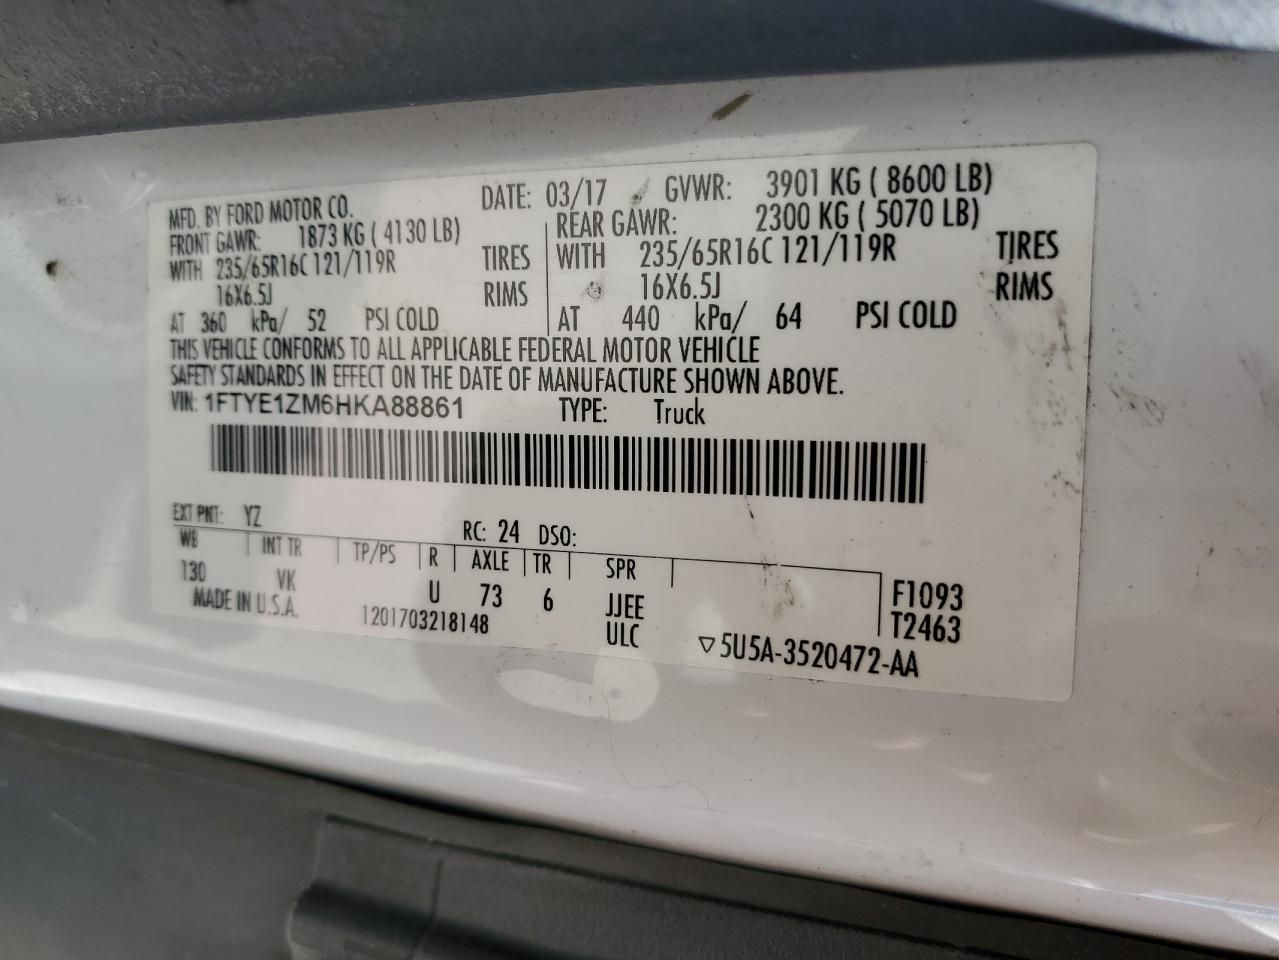 MFD. BY FORD MOTOR CO. DATE: 03/17 GVWR: 3901 KG ( 8600 LB)
FRONT GAWR: 1873 KG ( 4130 LB) REAR GAWR: 2300 KG ( 5070 LB)
WITH 235/65R16C 121/119R TIRES WITH 235/65R16C 121/119R TIRES
16X6.5J RIMS 16X6.5J RIMS
AT 360 kPa/ 52 PSI COLD AT 440 kPa/ 64 PSI COLD
THIS VEHICLE CONFORMS TO ALL APPLICABLE FEDERAL MOTOR VEHICLE
SAFETY STANDARDS IN EFFECT ON THE DATE OF MANUFACTURE SHOWN ABOVE.
VIN: 1FTYE1ZM6HKA88861 TYPE: Truck
EXT PNT: YZ RC: 24 DSO:
WB INT TR TP/PS R AXLE TR SPR
130 VK U 73 6 JJEE F1093
MADE IN U.S.A. 1201703218148 ULC T2463
▽5U5A-3520472-AA